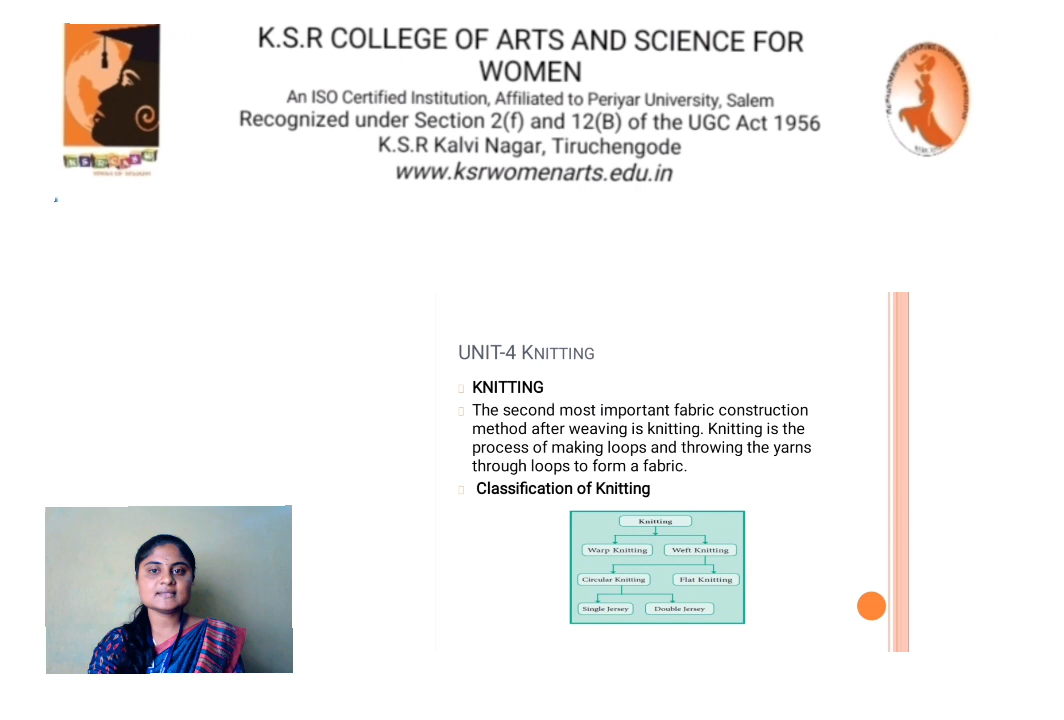 K.S.R COLLEGE OF ARTS AND SCIENCE FOR
WOMEN
An ISO Certified Institution, Affiliated to Periyar University, Salem
Recognized under Section 2(f) and 12(B) of the UGC Act 1956
K.S.R Kalvi Nagar, Tiruchengode
www.ksrwomenarts.edu.in
UNIT-4 KNITTING
KNITTING
The second most important fabric construction
method after weaving is knitting. Knitting is the
process of making loops and throwing the yarns
through loops to form a fabric.
Classification of Knitting
Knitting
Warp Knitting Weft Knitting
Circular Knitting Flat Knitting
Single Jersey Double Jersey